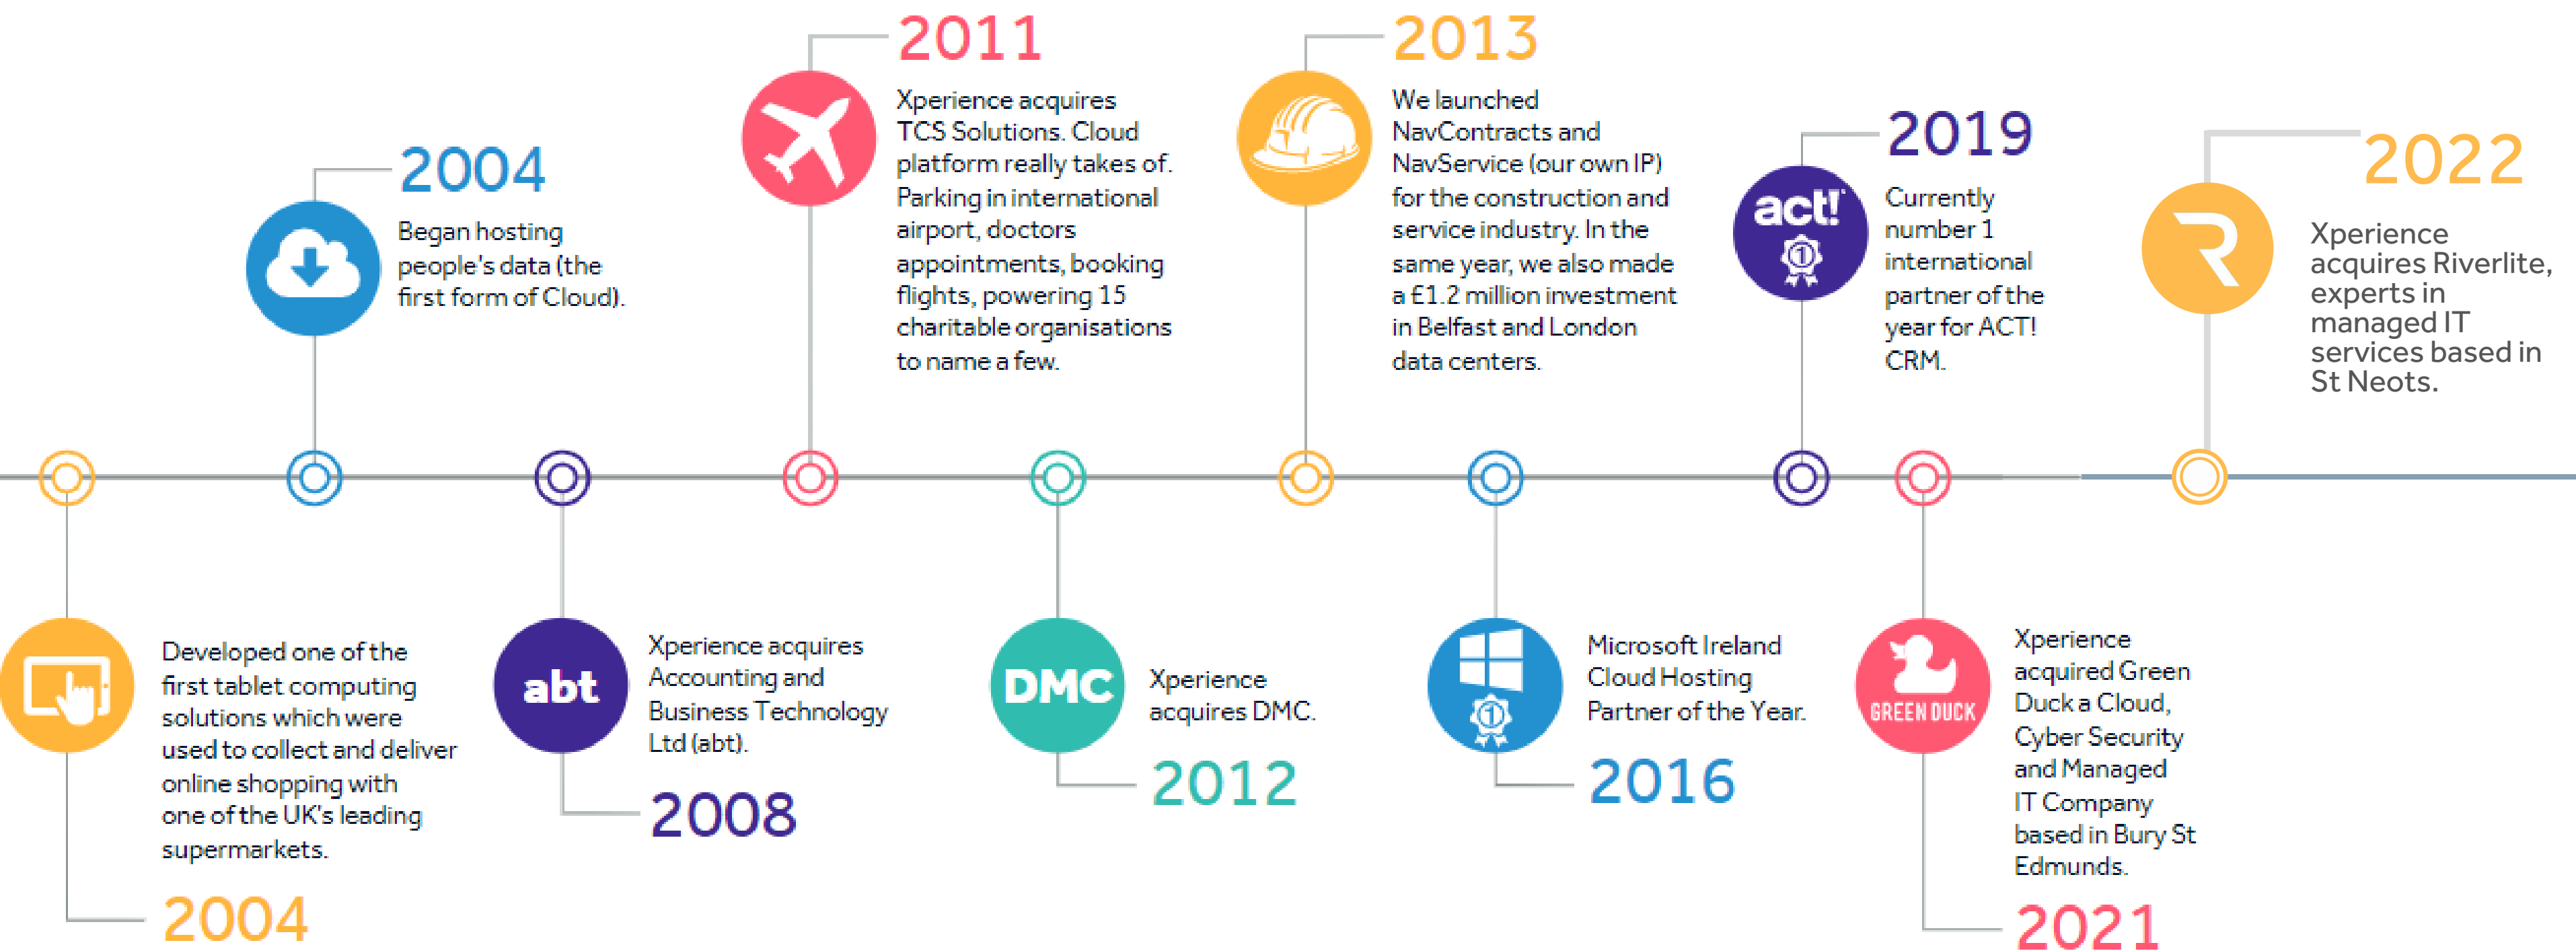 2004
Began hosting
people's data (the
first form of Cloud).
2011
Xperience acquires
TCS Solutions. Cloud
platform really takes of.
Parking in international
airport, doctors
appointments, booking
flights, powering 15
charitable organisations
to name a few.
2013
We launched
NavContracts and
NavService (our own IP)
for the construction and
service industry. In the
same year, we also made
a £1.2 million investment
in Belfast and London
data centers.
act!
1
2019
Currently
number 1
international
partner of the
year for ACT!
CRM.
R
2022
Xperience
acquires Riverlite,
experts in
managed IT
services based in
St Neots.
Developed one of the
first tablet computing
solutions which were
used to collect and deliver
online shopping with
one of the UK's leading
supermarkets.
2004
abt
Xperience acquires
Accounting and
Business Technology
Ltd (abt).
2008
DMC
Xperience
acquires DMC.
2012
1
Microsoft Ireland
Cloud Hosting
Partner of the Year.
2016
GREEN DUCK
Xperience
acquired Green
Duck a Cloud,
Cyber Security
and Managed
IT Company
based in Bury St
Edmunds.
2021